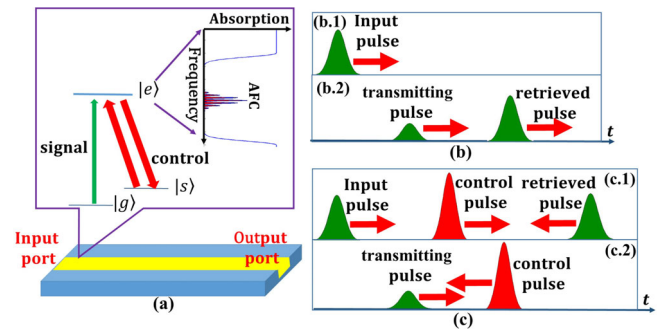 Absorption
Frequency
AFC
|e⟩
signal
control
|s⟩
|g⟩
Input
port
Output
port
(a)
(b.1)
Input
pulse
(b.2)
transmitting
pulse
retrieved
pulse
t
(b)
(c.1)
Input
pulse
control
pulse
retrieved
pulse
(c.2)
transmitting
pulse
control
pulse
t
(c)